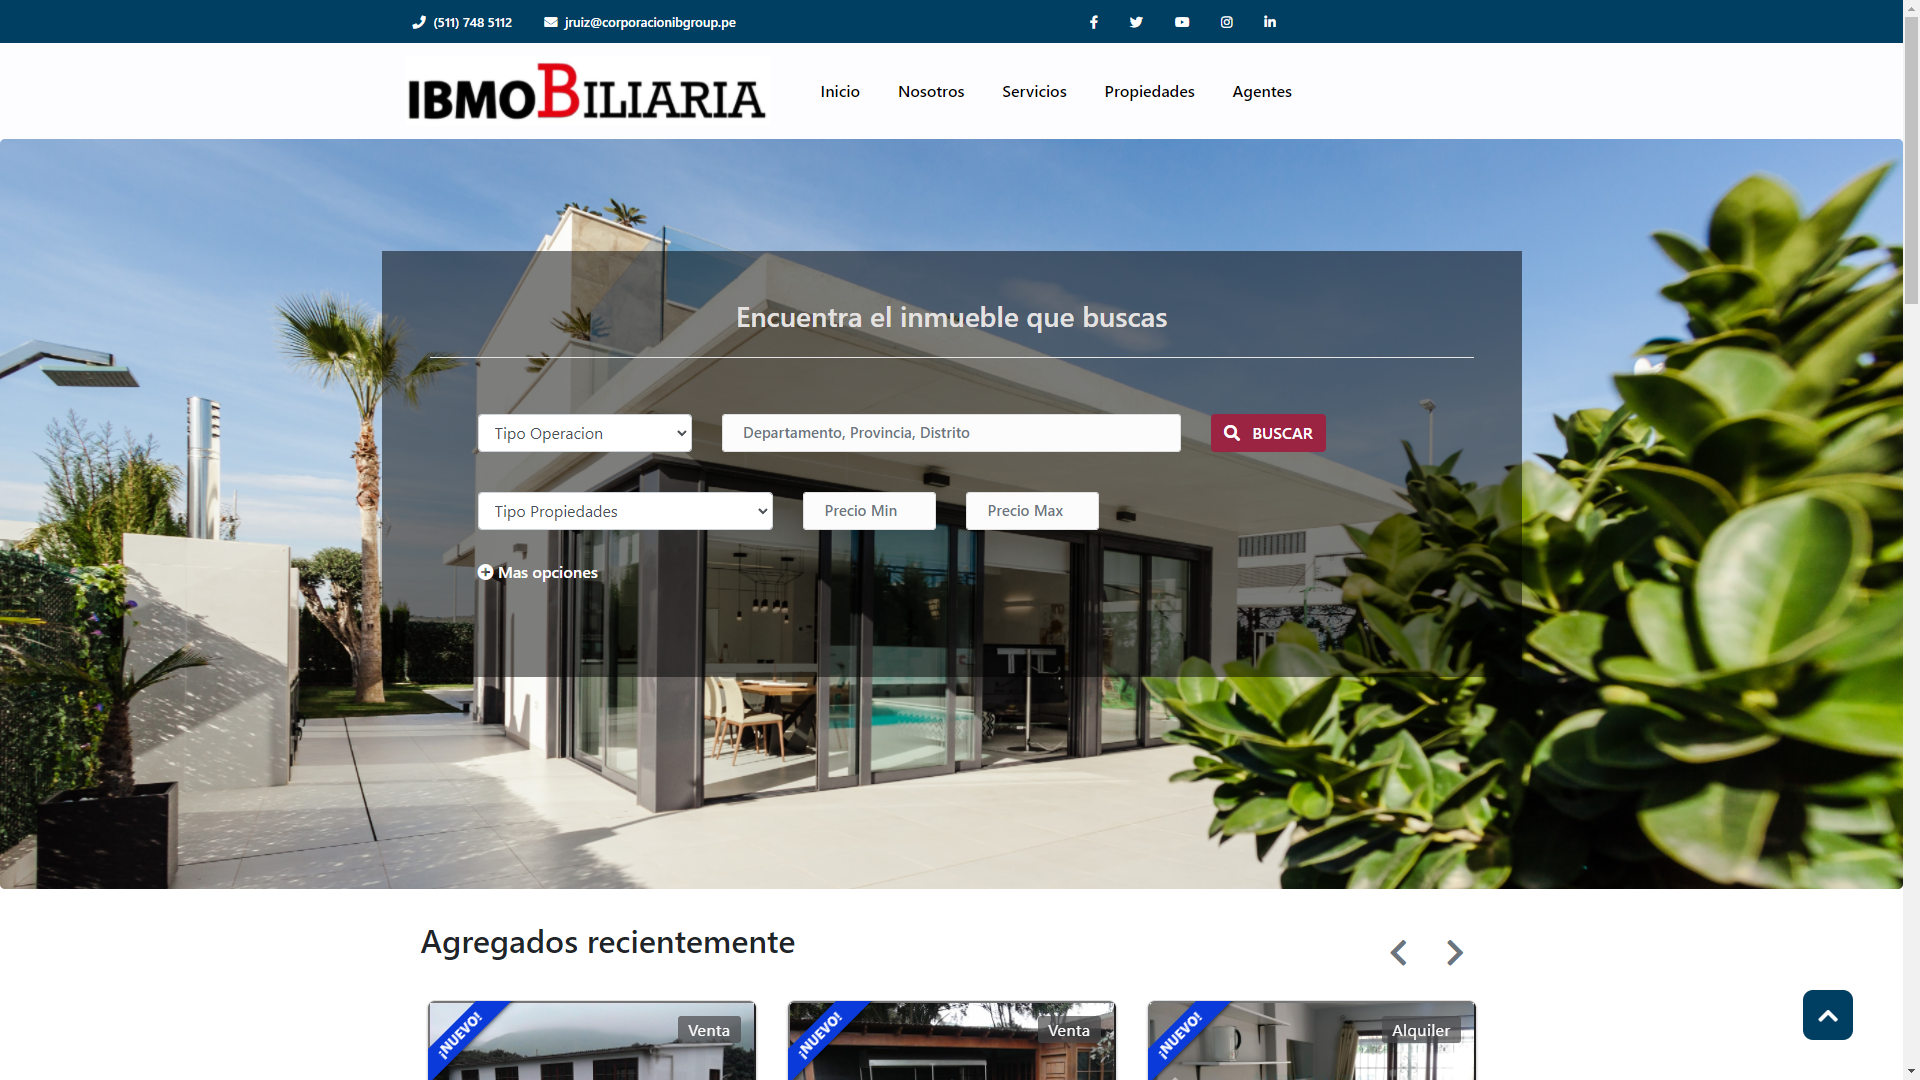 (511) 748 5112
jruiz@corporacionibgroup.pe
IBMOBILIARIA
Inicio
Nosotros
Servicios
Propiedades
Agentes
Encuentra el inmueble que buscas
Tipo Operacion
Departamento, Provincia, Distrito
BUSCAR
Tipo Propiedades
Precio Min
Precio Max
Mas opciones
Agregados recientemente
¡NUEVO!
Venta
¡NUEVO!
Venta
¡NUEVO!
Alquiler